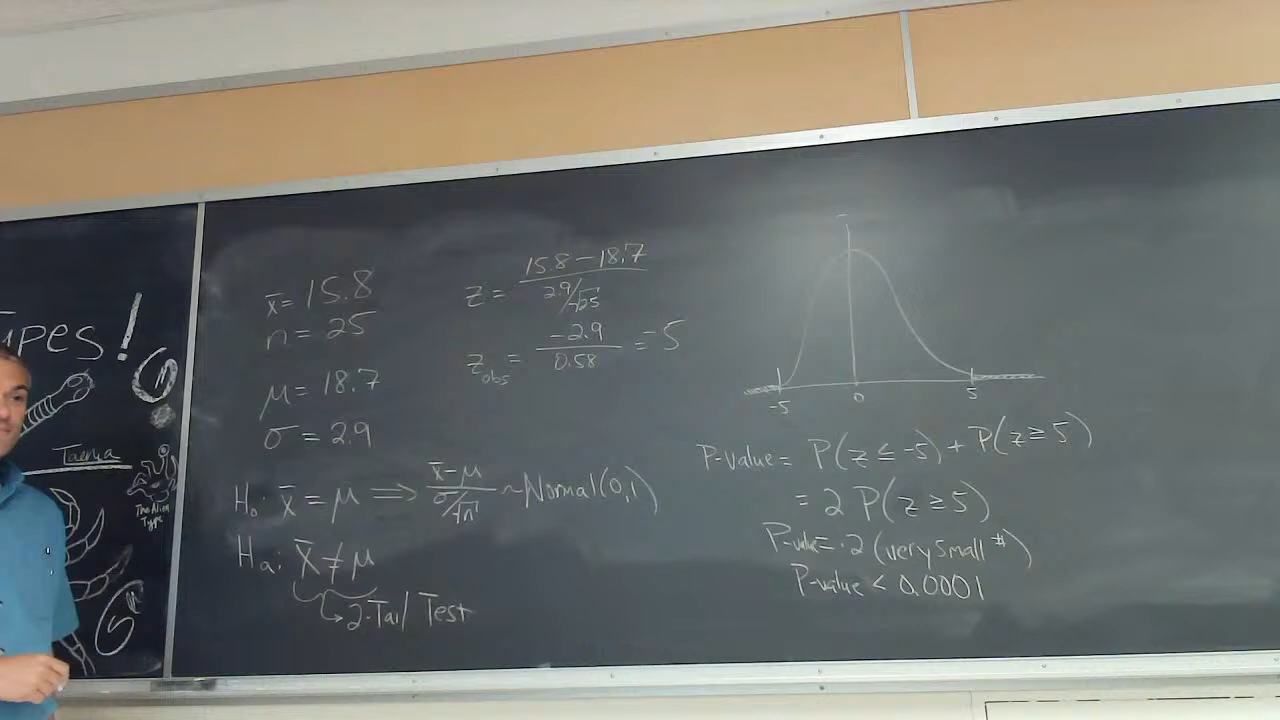 Types!
Taenia
The Alien
Type
x̄ = 15.8
n = 25
μ = 18.7
σ = 2.9
H₀: x̄ = μ ⟹ (x̄ − μ)/(σ/√n) ~ Normal(0,1)
Hₐ: x̄ ≠ μ
↳ 2-Tail Test
z = (15.8 − 18.7)/(2.9/√25)
z_obs = −2.9/0.58 = −5
-5 0 5
P-value = P(z ≤ -5) + P(z ≥ 5)
= 2 P(z ≥ 5)
P-value = 2 (very small #)
P-value < 0.0001